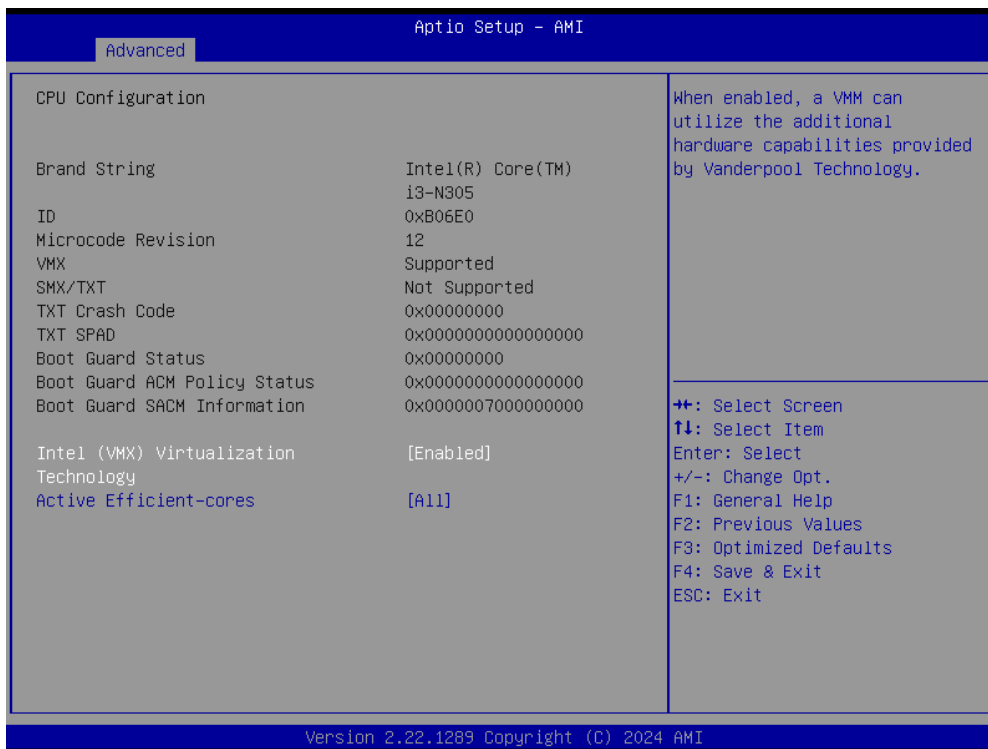 Aptio Setup – AMI
Advanced
CPU Configuration
Brand String Intel(R) Core(TM)
i3-N305
ID 0xB06E0
Microcode Revision 12
VMX Supported
SMX/TXT Not Supported
TXT Crash Code 0x00000000
TXT SPAD 0x0000000000000000
Boot Guard Status 0x00000000
Boot Guard ACM Policy Status 0x0000000000000000
Boot Guard SACM Information 0x0000007000000000
Intel (VMX) Virtualization [Enabled]
Technology
Active Efficient-cores [All]
When enabled, a VMM can
utilize the additional
hardware capabilities provided
by Vanderpool Technology.
→←: Select Screen
↑↓: Select Item
Enter: Select
+/-: Change Opt.
F1: General Help
F2: Previous Values
F3: Optimized Defaults
F4: Save & Exit
ESC: Exit
Version 2.22.1289 Copyright (C) 2024 AMI